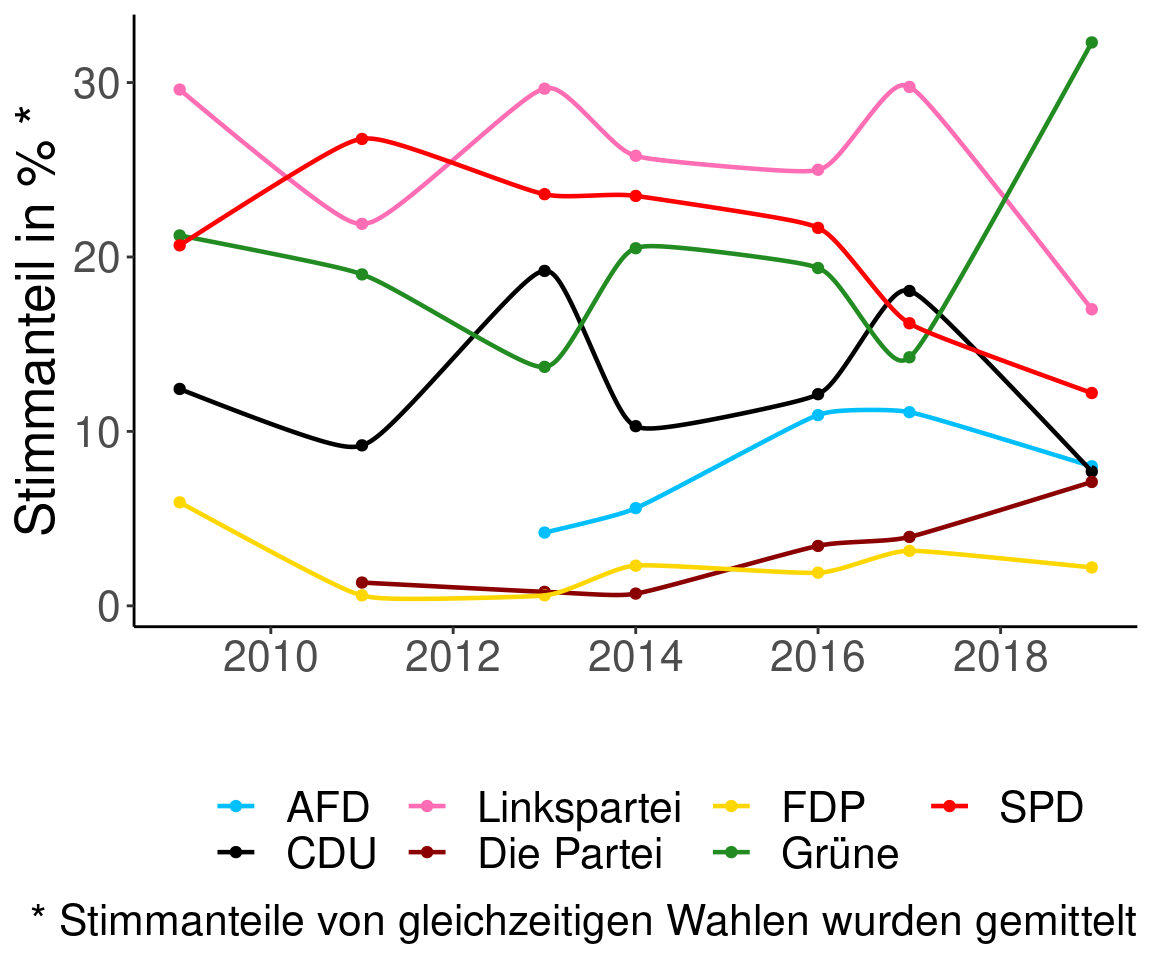 Stimmanteil in % *
30
20
10
0
2010 2012 2014 2016 2018
AFD Linkspartei FDP SPD
CDU Die Partei Grüne
* Stimmanteile von gleichzeitigen Wahlen wurden gemittelt